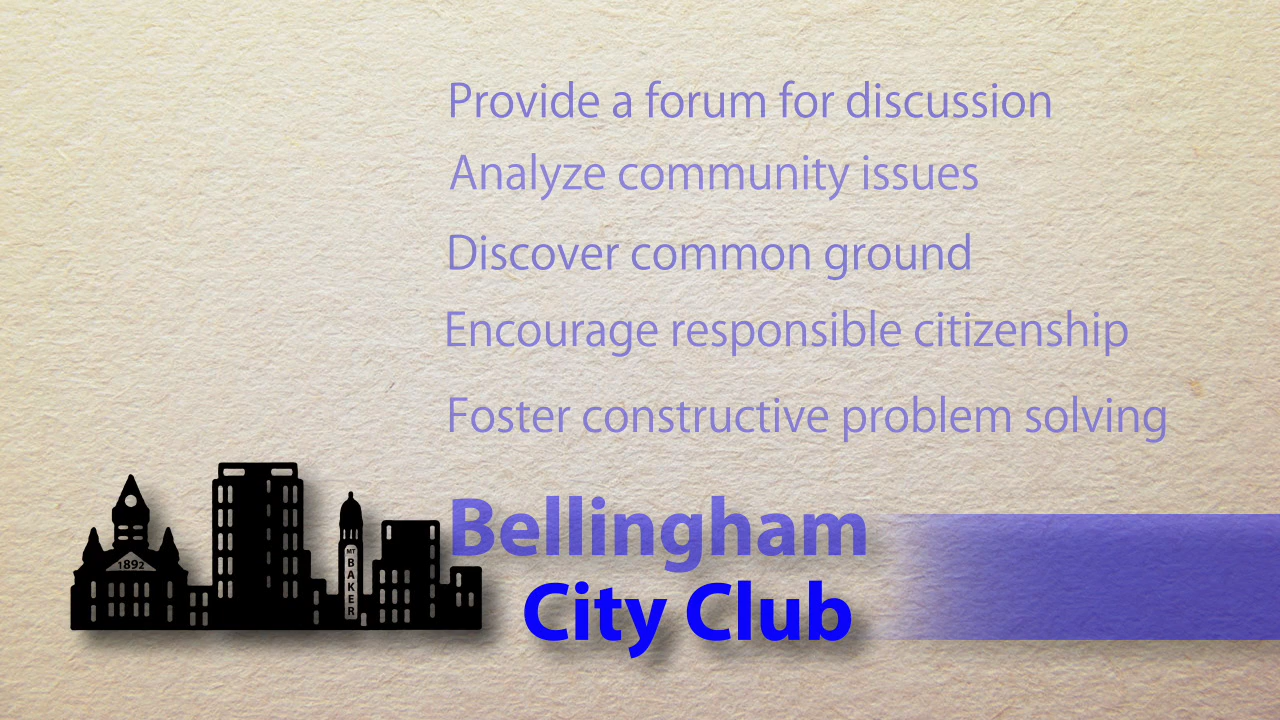 Provide a forum for discussion
Analyze community issues
Discover common ground
Encourage responsible citizenship
Foster constructive problem solving
1892
MT BAKER
Bellingham
City Club